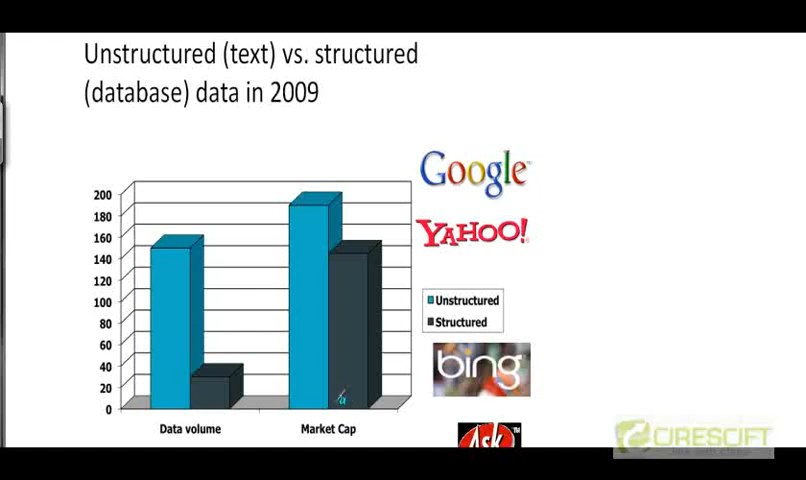 Unstructured (text) vs. structured
(database) data in 2009
Google
YAHOO!
200
180
160
140
120
100
80
60
40
20
0
Unstructured
Structured
bing
Data volume
Market Cap
Ask